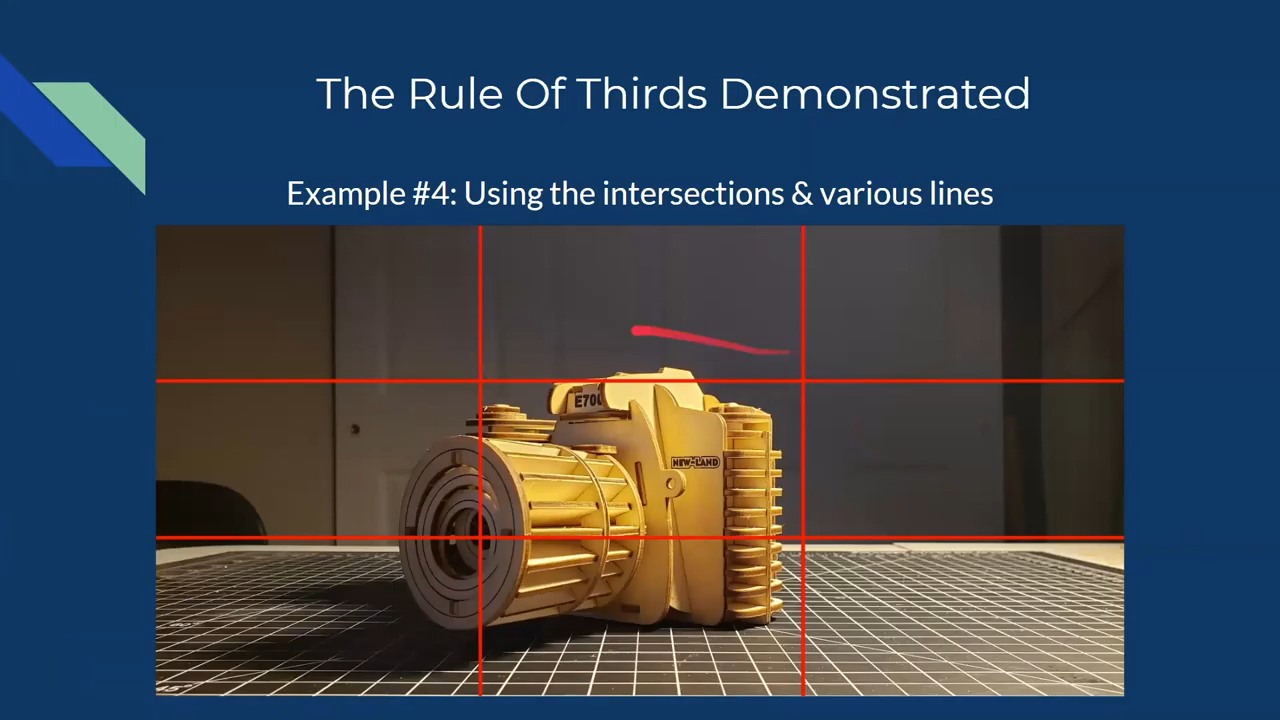 The Rule Of Thirds Demonstrated
Example #4: Using the intersections & various lines
E700
NEW-LAND